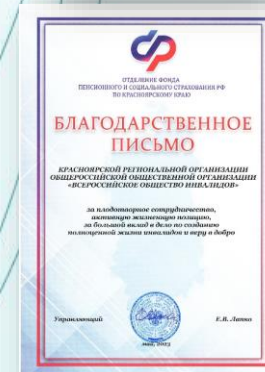 ОТДЕЛЕНИЕ ФОНДА
ПЕНСИОННОГО И СОЦИАЛЬНОГО СТРАХОВАНИЯ РФ
ПО КРАСНОЯРСКОМУ КРАЮ
БЛАГОДАРСТВЕННОЕ
ПИСЬМО
КРАСНОЯРСКОЙ РЕГИОНАЛЬНОЙ ОРГАНИЗАЦИИ
ОБЩЕРОССИЙСКОЙ ОБЩЕСТВЕННОЙ ОРГАНИЗАЦИИ
«ВСЕРОССИЙСКОЕ ОБЩЕСТВО ИНВАЛИДОВ»
за плодотворное сотрудничество,
активную жизненную позицию,
за большой вклад в дело по созданию
полноценной жизни инвалидов и веру в добро
Управляющий Е.В. Лапко
2023